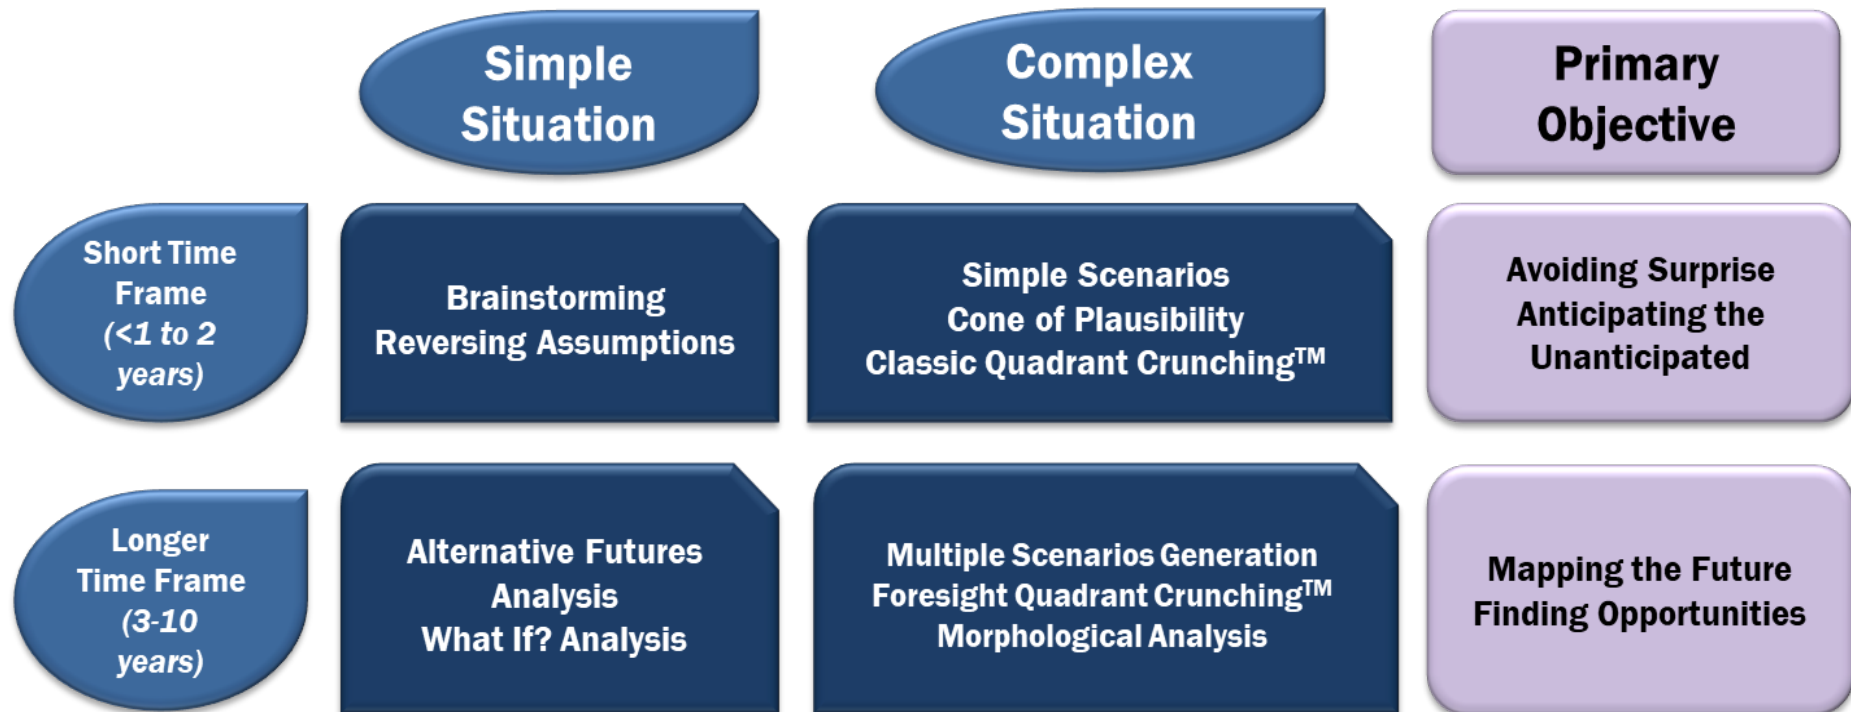 Simple
Situation
Complex
Situation
Primary
Objective
Short Time
Frame
(<1 to 2
years)
Brainstorming
Reversing Assumptions
Simple Scenarios
Cone of Plausibility
Classic Quadrant Crunching™
Avoiding Surprise
Anticipating the
Unanticipated
Longer
Time Frame
(3-10
years)
Alternative Futures
Analysis
What If? Analysis
Multiple Scenarios Generation
Foresight Quadrant Crunching™
Morphological Analysis
Mapping the Future
Finding Opportunities